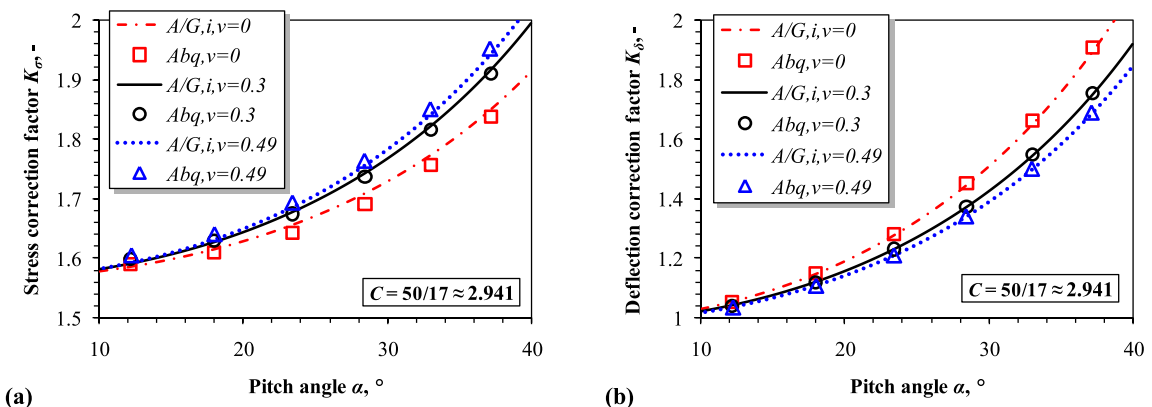 Stress correction factor Kσ, -
2
1.9
1.8
1.7
1.6
1.5
10
20
30
40
A/G,i,ν=0
Abq,ν=0
A/G,i,ν=0.3
Abq,ν=0.3
A/G,i,ν=0.49
Abq,ν=0.49
C = 50/17 ≈ 2.941
(a)
Pitch angle α, °
Deflection correction factor Kδ, -
2
1.8
1.6
1.4
1.2
1
10
20
30
40
A/G,i,ν=0
Abq,ν=0
A/G,i,ν=0.3
Abq,ν=0.3
A/G,i,ν=0.49
Abq,ν=0.49
C = 50/17 ≈ 2.941
(b)
Pitch angle α, °